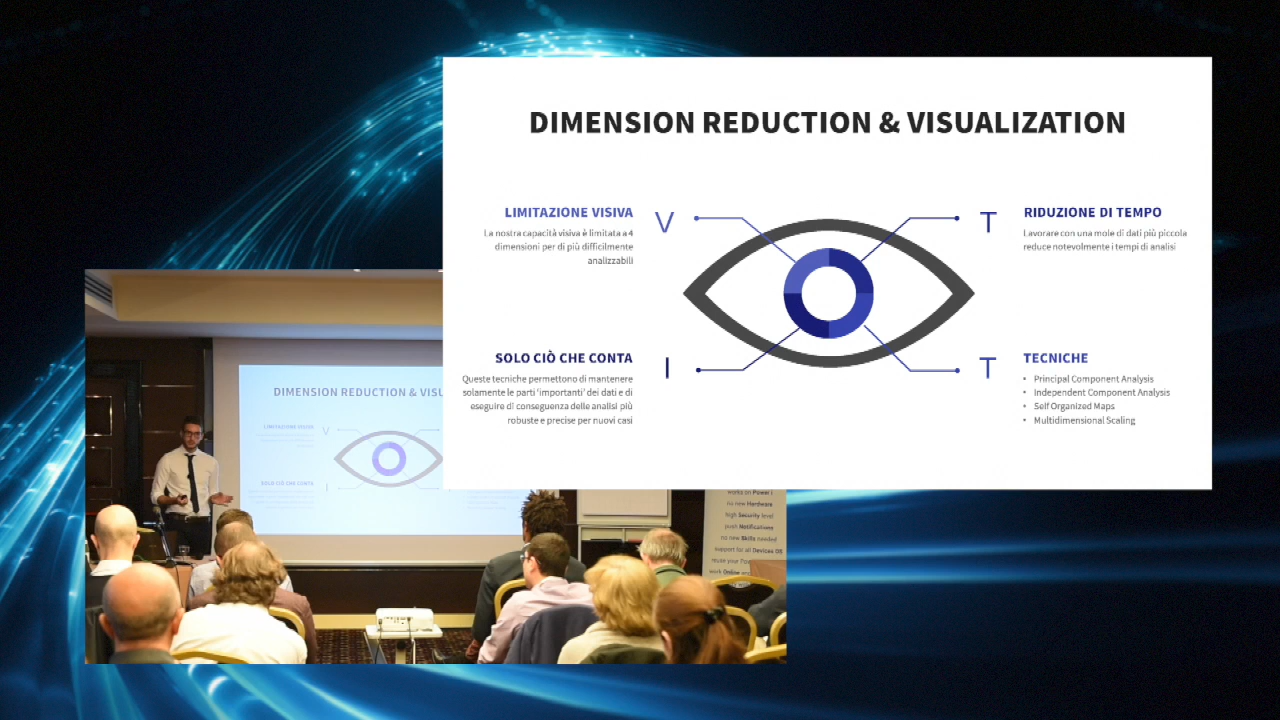 DIMENSION REDUCTION & VISUALIZATION
LIMITAZIONE VISIVA
La nostra capacità visiva è limitata a 4
dimensioni per di più difficilmente
analizzabili
V
T
RIDUZIONE DI TEMPO
Lavorare con una mole di dati più piccola
reduce notevolmente i tempi di analisi
SOLO CIÒ CHE CONTA
Queste tecniche permettono di mantenere
solamente le parti 'importanti' dei dati e di
eseguire di conseguenza delle analisi più
robuste e precise per nuovi casi
I
T
TECNICHE
• Principal Component Analysis
• Independent Component Analysis
• Self Organized Maps
• Multidimensional Scaling
DIMENSION REDUCTION & VISU
LIMITAZIONE VISIVA
V
SOLO CIÒ CHE CONTA
I
works on Power i
no new Hardware
high Security level
push Notifications
no new Skills needed
support for all Devices OS
reuse your
work Online